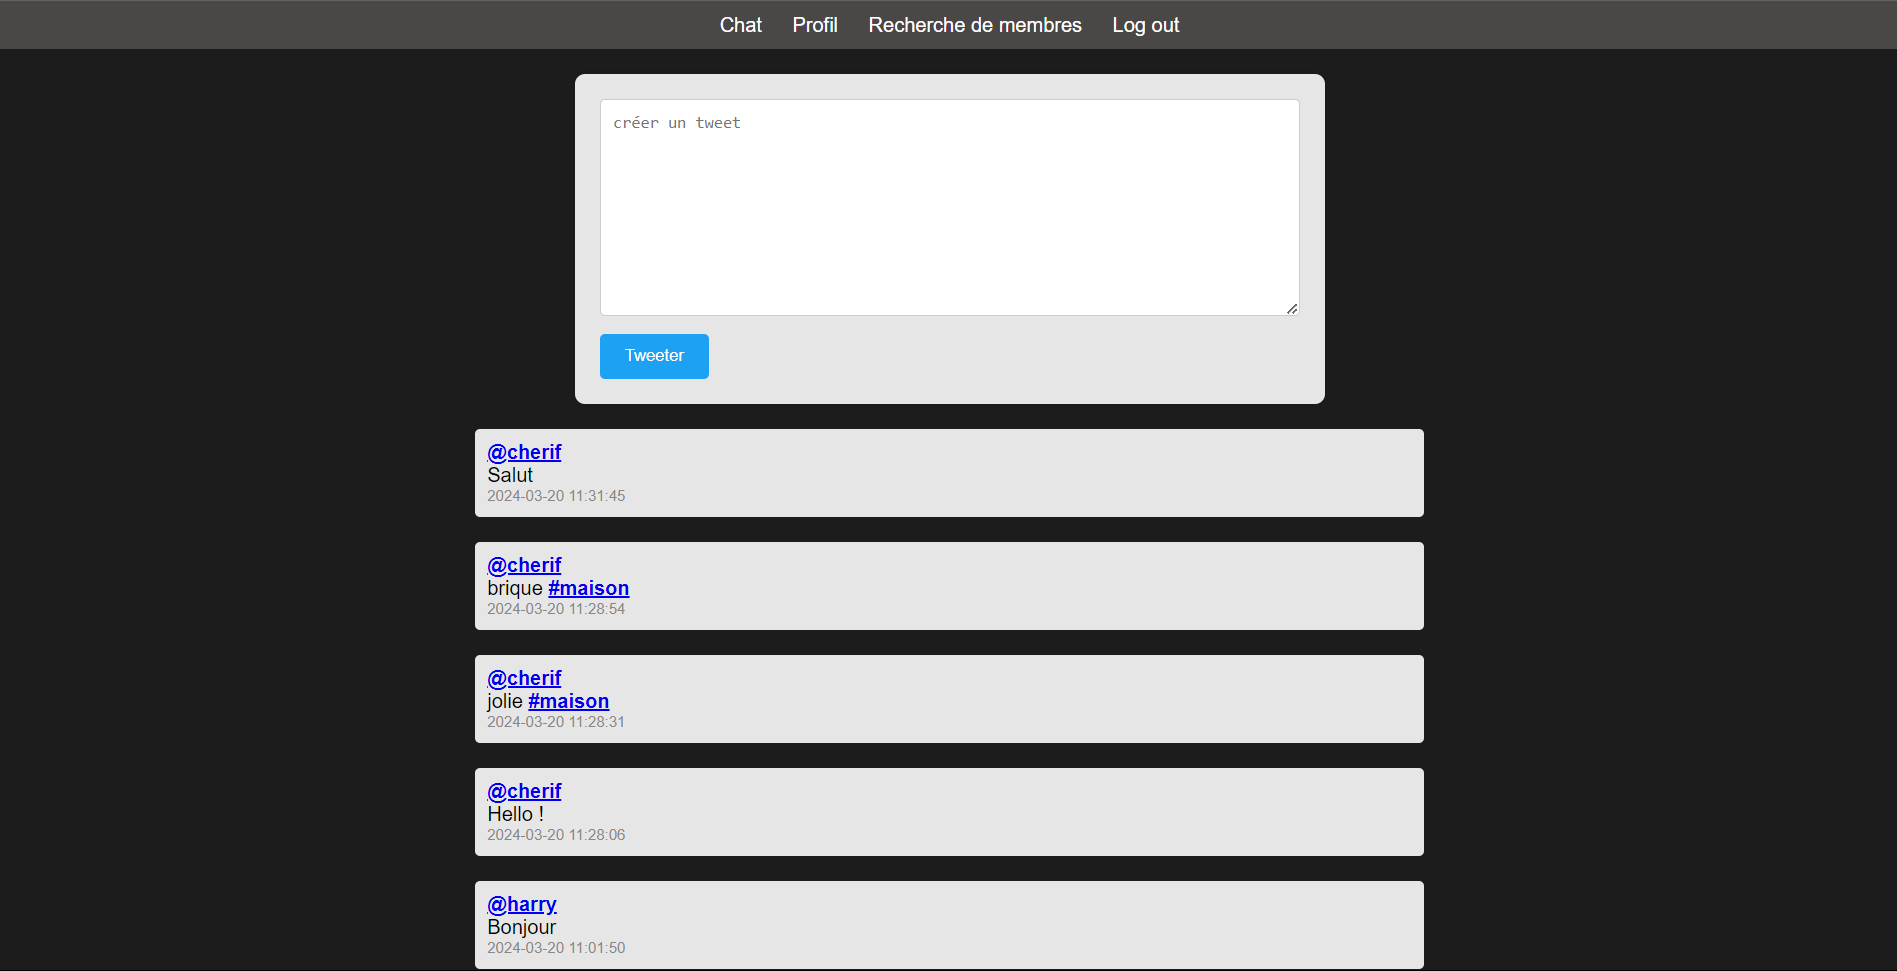 Chat Profil Recherche de membres Log out
créer un tweet
Tweeter
@cherif
Salut
2024-03-20 11:31:45
@cherif
brique #maison
2024-03-20 11:28:54
@cherif
jolie #maison
2024-03-20 11:28:31
@cherif
Hello !
2024-03-20 11:28:06
@harry
Bonjour
2024-03-20 11:01:50